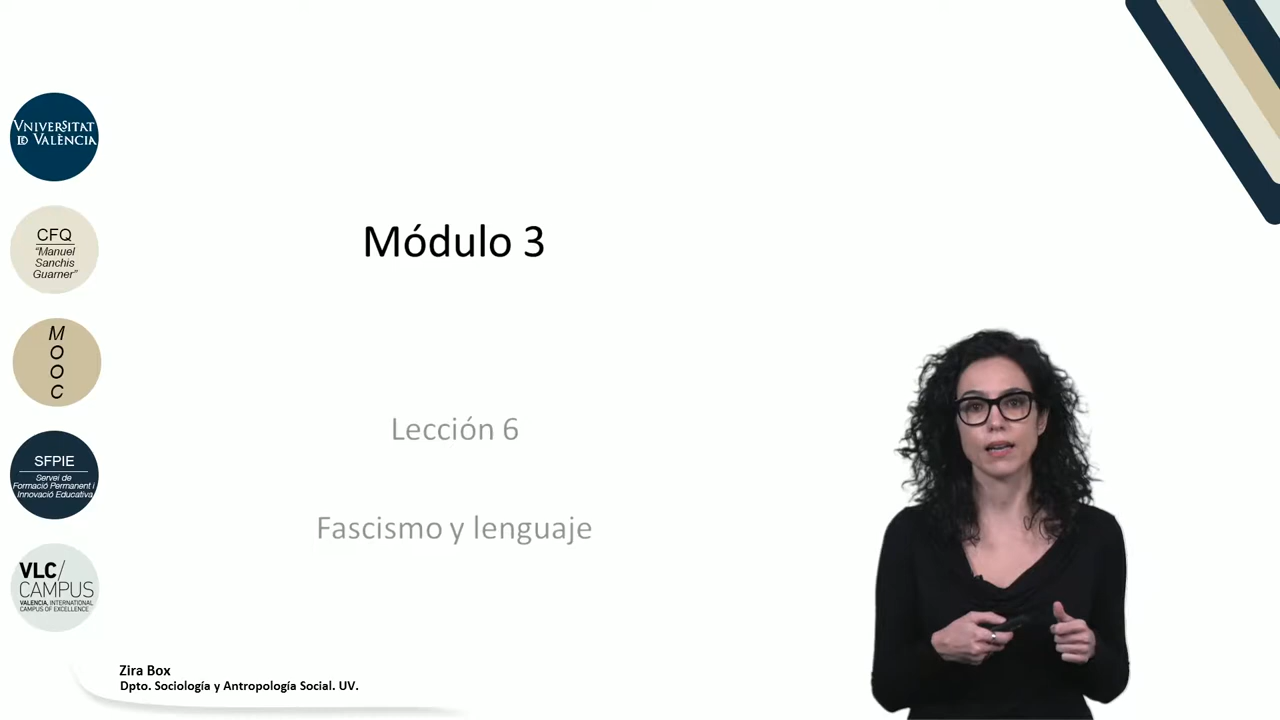 VNIVERSITAT
ID VALÈNCIA
CFQ
"Manuel
Sanchis
Guarner"
M
O
O
C
SFPIE
Servei de
Formació Permanent i
Innovació Educativa
VLC/
CAMPUS
VALENCIA, INTERNATIONAL
CAMPUS OF EXCELLENCE
Módulo 3
Lección 6
Fascismo y lenguaje
Zira Box
Dpto. Sociología y Antropología Social. UV.